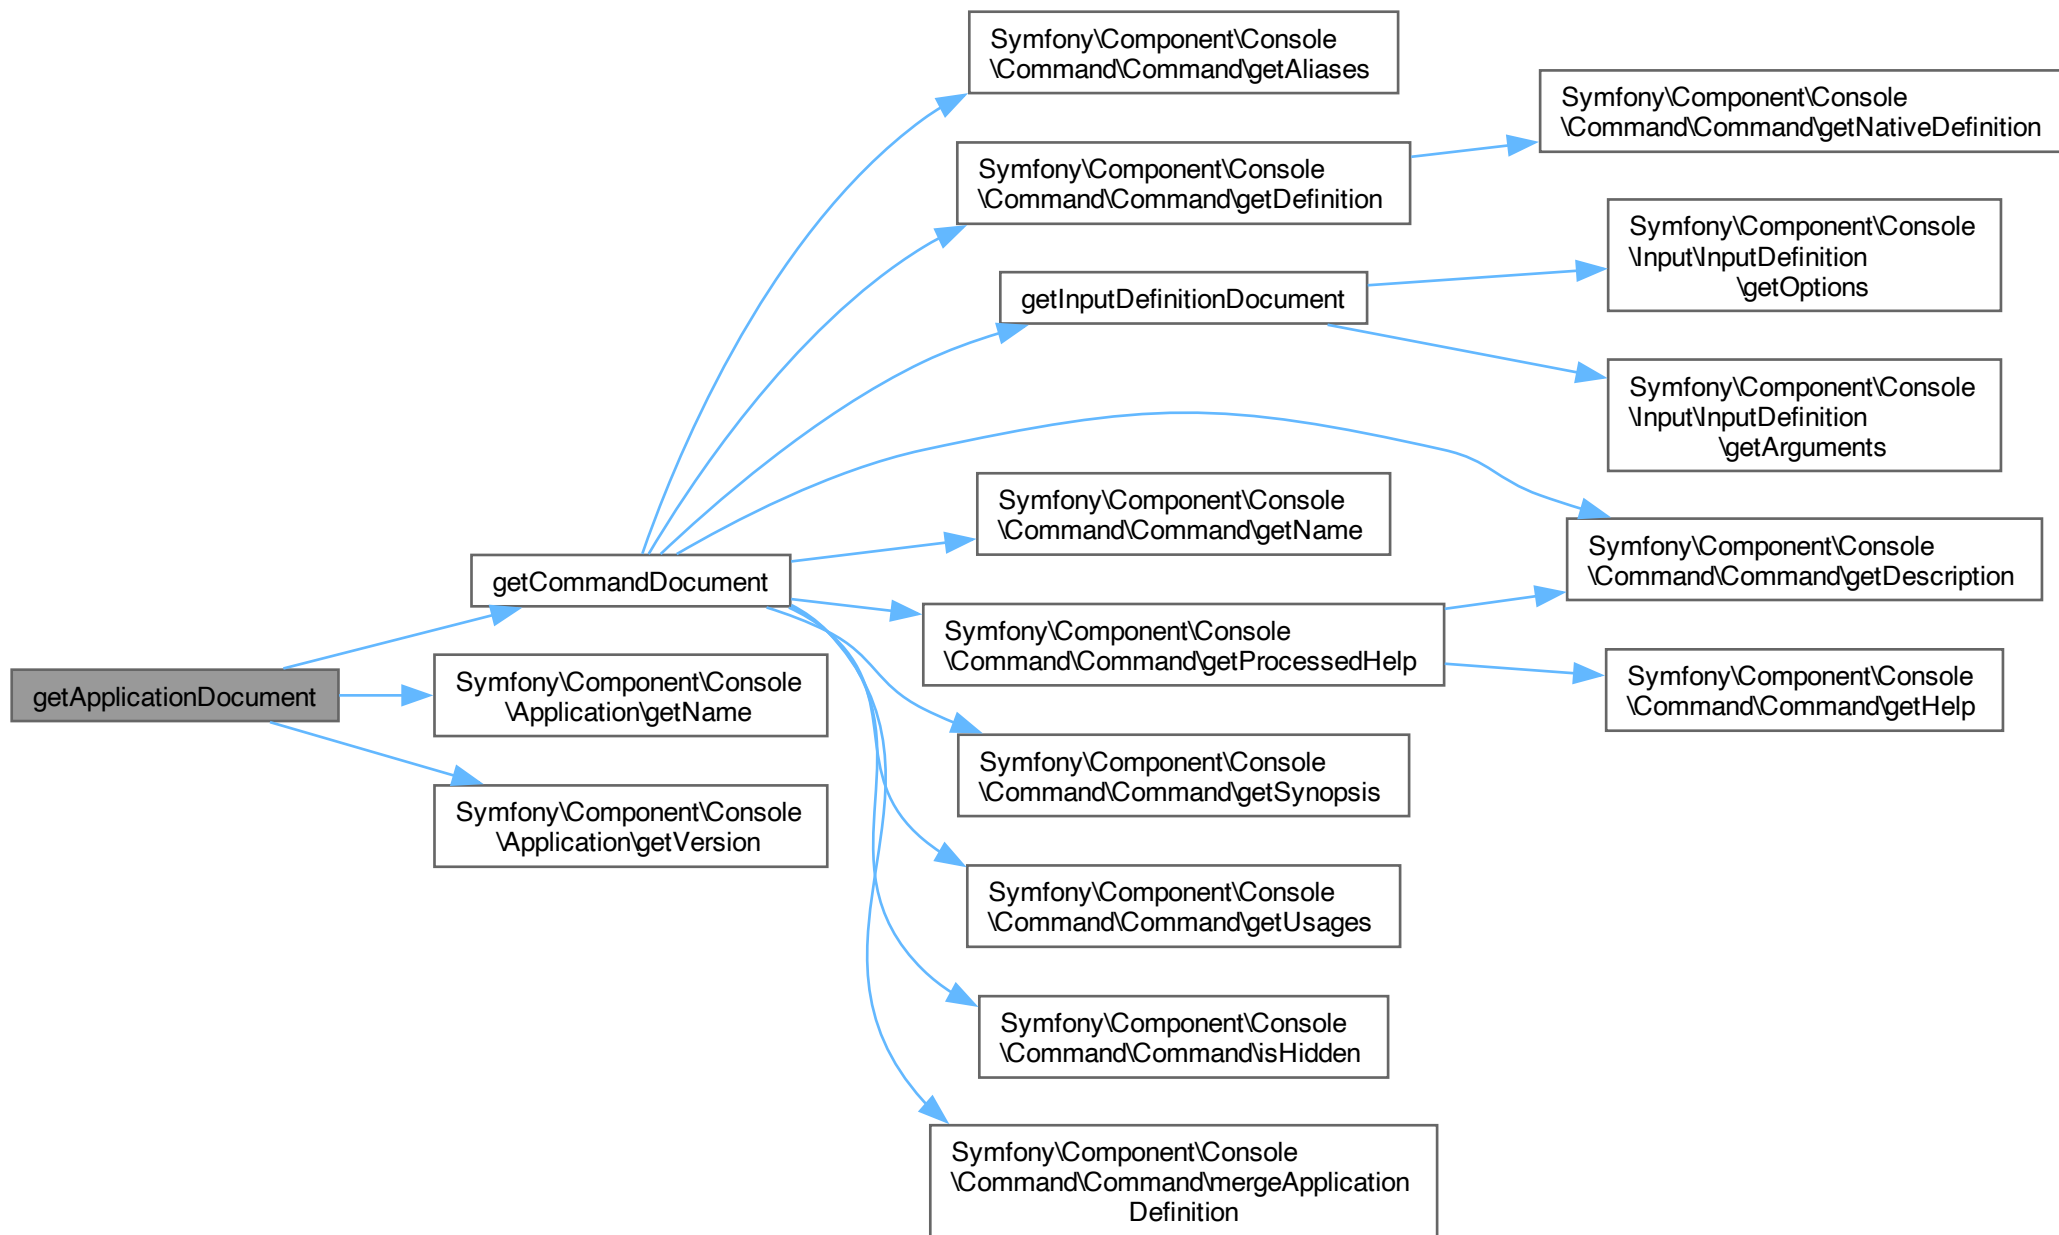 Symfony\Component\Console
\Command\Command\getAliases
Symfony\Component\Console
\Command\Command\getNativeDefinition
Symfony\Component\Console
\Command\Command\getDefinition
Symfony\Component\Console
\Input\InputDefinition
\getOptions
getInputDefinitionDocument
Symfony\Component\Console
\Input\InputDefinition
\getArguments
Symfony\Component\Console
\Command\Command\getName
Symfony\Component\Console
\Command\Command\getDescription
getCommandDocument
Symfony\Component\Console
\Command\Command\getProcessedHelp
Symfony\Component\Console
\Command\Command\getHelp
getApplicationDocument
Symfony\Component\Console
\Application\getName
Symfony\Component\Console
\Command\Command\getSynopsis
Symfony\Component\Console
\Application\getVersion
Symfony\Component\Console
\Command\Command\getUsages
Symfony\Component\Console
\Command\Command\isHidden
Symfony\Component\Console
\Command\Command\mergeApplication
Definition